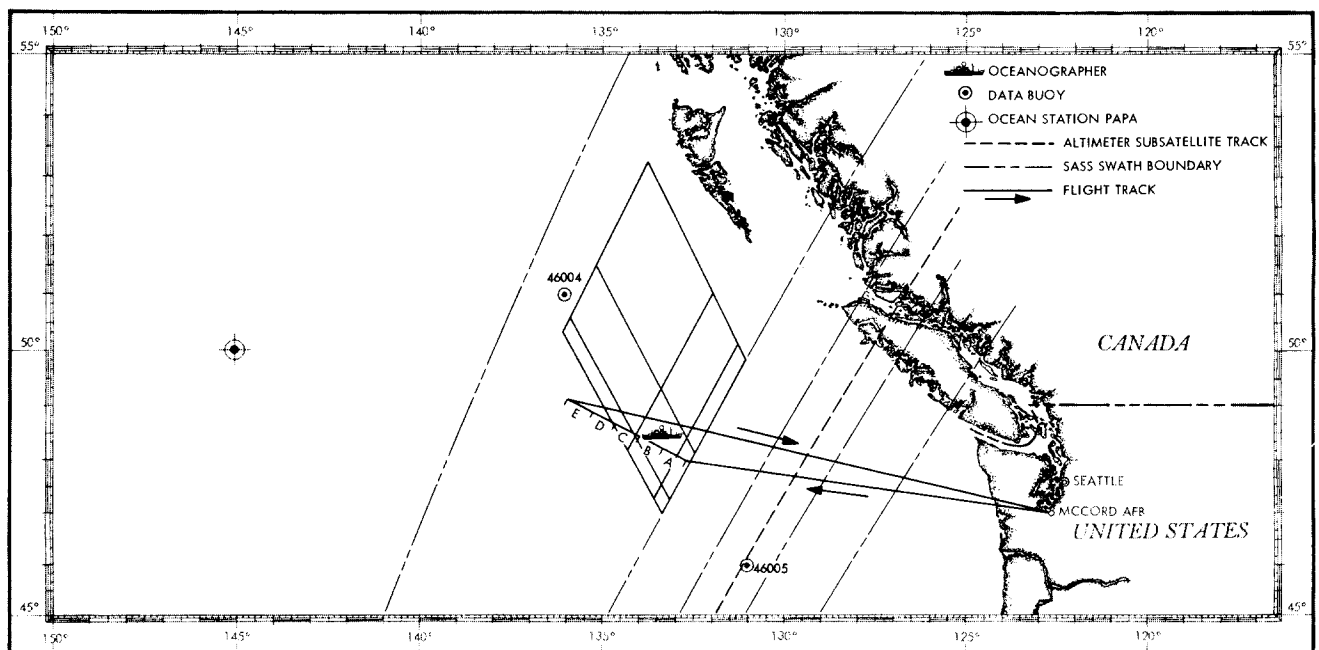 150° 145° 140° 135° 130° 125° 120°
55° 55°
OCEANOGRAPHER
DATA BUOY
OCEAN STATION PAPA
ALTIMETER SUBSATELLITE TRACK
SASS SWATH BOUNDARY
FLIGHT TRACK
46004
50° 50°
CANADA
E
D
C
B
A
SEATTLE
MCCORD AFB
UNITED STATES
46005
45° 45°
150° 145° 140° 135° 130° 125° 120°